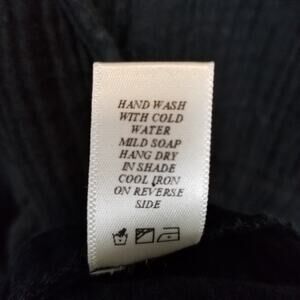 HAND WASH
WITH COLD
WATER
MILD SOAP
HANG DRY
IN SHADE
COOL IRON
ON REVERSE
SIDE